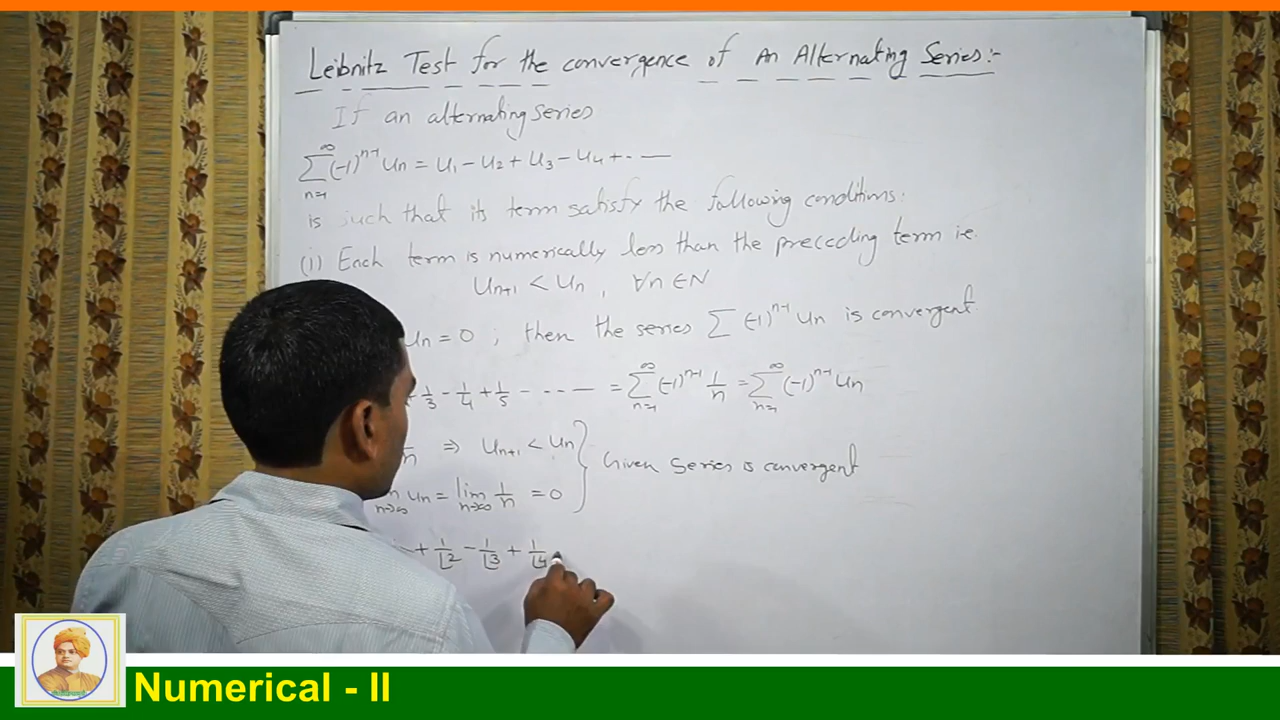 Leibnitz Test for the convergence of An Alternating Series:-
If an alternating series
∑_{n=1}^{∞} (-1)^{n-1} Un = U1 - U2 + U3 - U4 + - - —
is such that its term satisfy the following conditions:
(i) Each term is numerically less than the preceding term i.e.
Un+1 < Un , ∀n ∈ N
Un = 0 ; then the series ∑ (-1)^{n-1} Un is convergent.
1/3 - 1/4 + 1/5 - - - - — = ∑_{n=1}^{∞} (-1)^{n-1} 1/n = ∑_{n=1}^{∞} (-1)^{n-1} Un
⇒ Un+1 < Un } Given series is convergent
Un = lim_{n→∞} 1/n = 0
+ 1/⌊2 - 1/⌊3 + 1/⌊4
Numerical - II